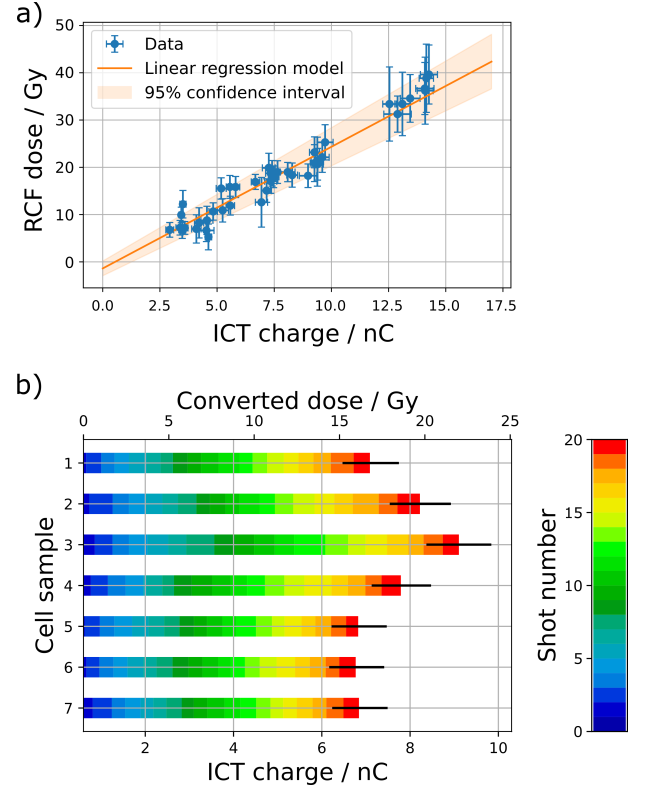 a)
50
40
30
20
10
0
RCF dose / Gy
Data
Linear regression model
95% confidence interval
0.0 2.5 5.0 7.5 10.0 12.5 15.0 17.5
ICT charge / nC
b)
Converted dose / Gy
0 5 10 15 20 25
1
2
3
4
5
6
7
Cell sample
2 4 6 8 10
ICT charge / nC
20
15
10
5
0
Shot number